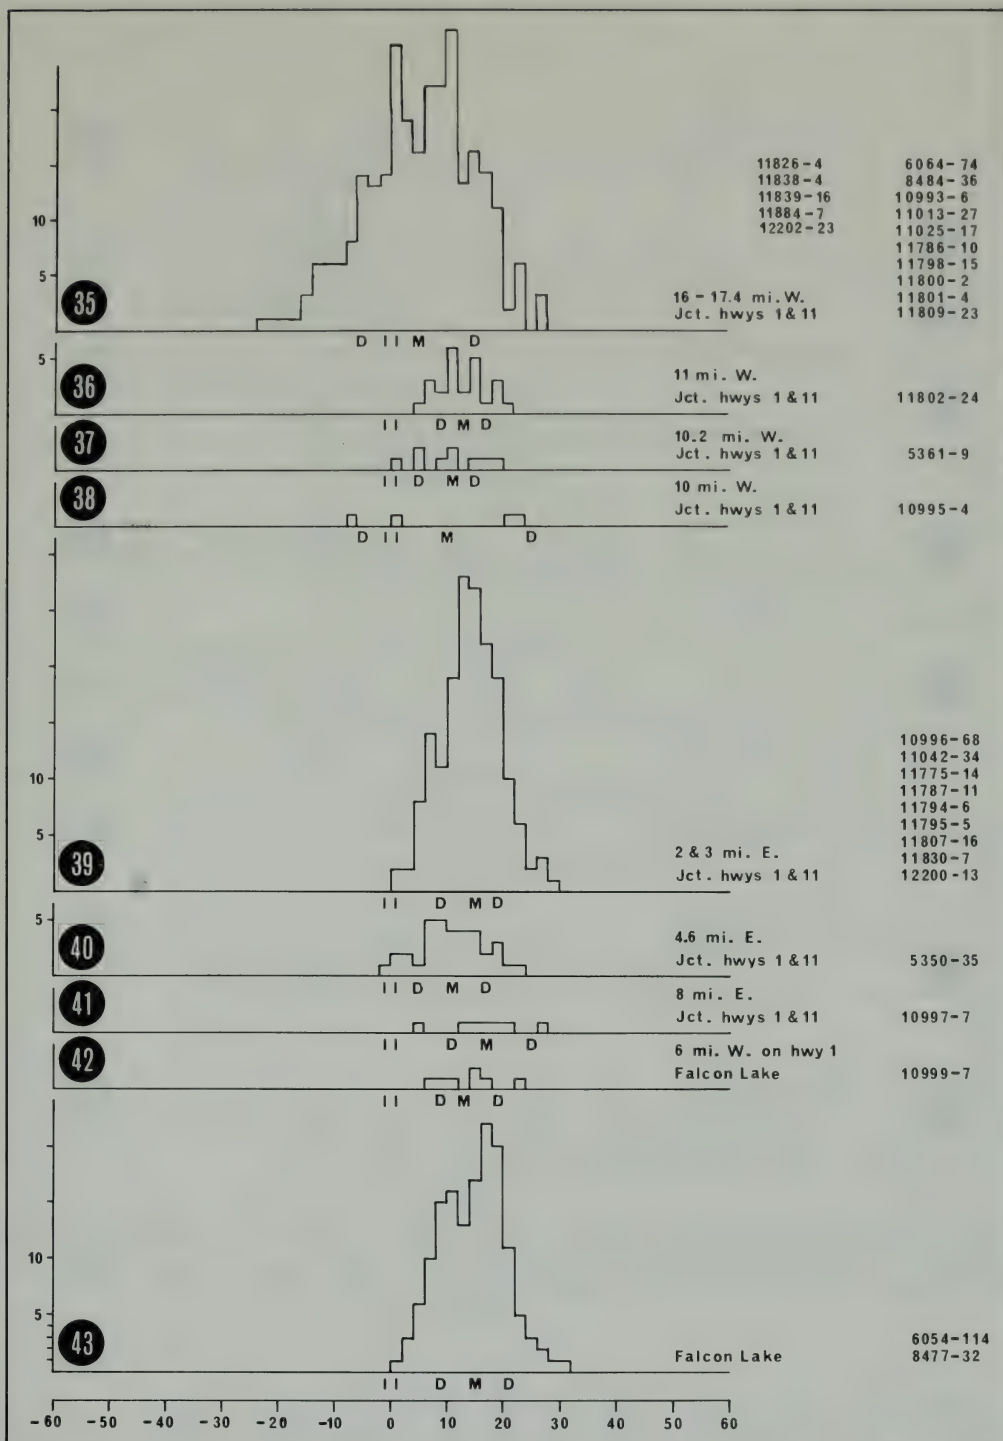 11826-4 6064-74
11838-4 8484-36
11839-16 10993-6
11884-7 11013-27
12202-23 11025-17
11786-10
11798-15
11800-2
11801-4
11809-23
10
5
35
16-17.4 mi. W.
Jct. hwys 1 & 11
D I I M D
5
36
11 mi. W.
Jct. hwys 1 & 11 11802-24
I I D M D
37
10.2 mi. W.
Jct. hwys 1 & 11 5361-9
I I D M D
38
10 mi. W.
Jct. hwys 1 & 11 10995-4
D I I M D
10996-68
11042-34
11775-14
11787-11
11794-6
11795-5
11807-16
11830-7
12200-13
10
5
39
2 & 3 mi. E.
Jct. hwys 1 & 11
I I D M D
5
40
4.6 mi. E.
Jct. hwys 1 & 11 5350-35
I I D M D
41
8 mi. E.
Jct. hwys 1 & 11 10997-7
I I D M D
42
6 mi. W. on hwy 1
Falcon Lake 10999-7
I I D M D
10
5
43
6054-114
Falcon Lake 8477-32
I I D M D
-60 -50 -40 -30 -20 -10 0 10 20 30 40 50 60